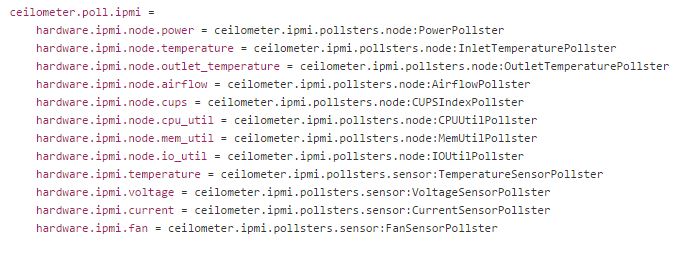 ceilometer.poll.ipmi =
hardware.ipmi.node.power = ceilometer.ipmi.pollsters.node:PowerPollster
hardware.ipmi.node.temperature = ceilometer.ipmi.pollsters.node:InletTemperaturePollster
hardware.ipmi.node.outlet_temperature = ceilometer.ipmi.pollsters.node:OutletTemperaturePollster
hardware.ipmi.node.airflow = ceilometer.ipmi.pollsters.node:AirflowPollster
hardware.ipmi.node.cups = ceilometer.ipmi.pollsters.node:CUPSIndexPollster
hardware.ipmi.node.cpu_util = ceilometer.ipmi.pollsters.node:CPUUtilPollster
hardware.ipmi.node.mem_util = ceilometer.ipmi.pollsters.node:MemUtilPollster
hardware.ipmi.node.io_util = ceilometer.ipmi.pollsters.node:IOUtilPollster
hardware.ipmi.temperature = ceilometer.ipmi.pollsters.sensor:TemperatureSensorPollster
hardware.ipmi.voltage = ceilometer.ipmi.pollsters.sensor:VoltageSensorPollster
hardware.ipmi.current = ceilometer.ipmi.pollsters.sensor:CurrentSensorPollster
hardware.ipmi.fan = ceilometer.ipmi.pollsters.sensor:FanSensorPollster